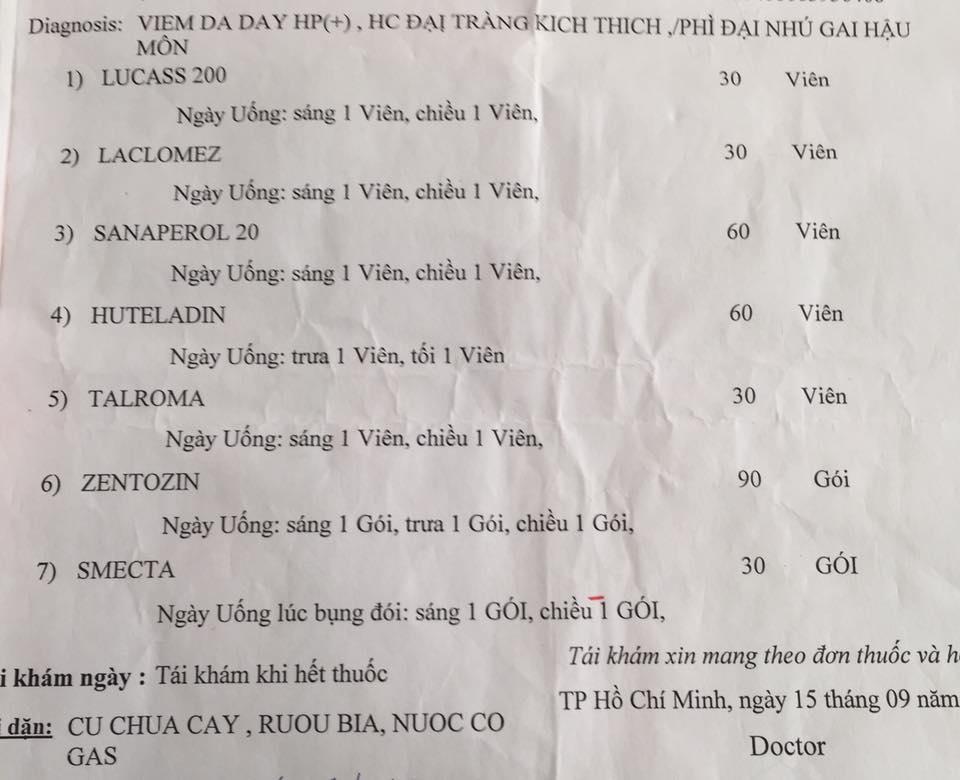 Diagnosis: VIEM DA DAY HP(+) , HC ĐẠI TRÀNG KICH THICH ,/PHÌ ĐẠI NHÚ GAI HẬU
MÔN
1) LUCASS 200 30 Viên
Ngày Uống: sáng 1 Viên, chiều 1 Viên,
2) LACLOMEZ 30 Viên
Ngày Uống: sáng 1 Viên, chiều 1 Viên,
3) SANAPEROL 20 60 Viên
Ngày Uống: sáng 1 Viên, chiều 1 Viên,
4) HUTELADIN 60 Viên
Ngày Uống: trưa 1 Viên, tối 1 Viên
5) TALROMA 30 Viên
Ngày Uống: sáng 1 Viên, chiều 1 Viên,
6) ZENTOZIN 90 Gói
Ngày Uống: sáng 1 Gói, trưa 1 Gói, chiều 1 Gói,
7) SMECTA 30 GÓI
Ngày Uống lúc bụng đói: sáng 1 GÓI, chiều 1 GÓI,
Tái khám xin mang theo đơn thuốc và
i khám ngày : Tái khám khi hết thuốc
TP Hồ Chí Minh, ngày 15 tháng 09 năm
dặn: CU CHUA CAY , RUOU BIA, NUOC CO
GAS
Doctor